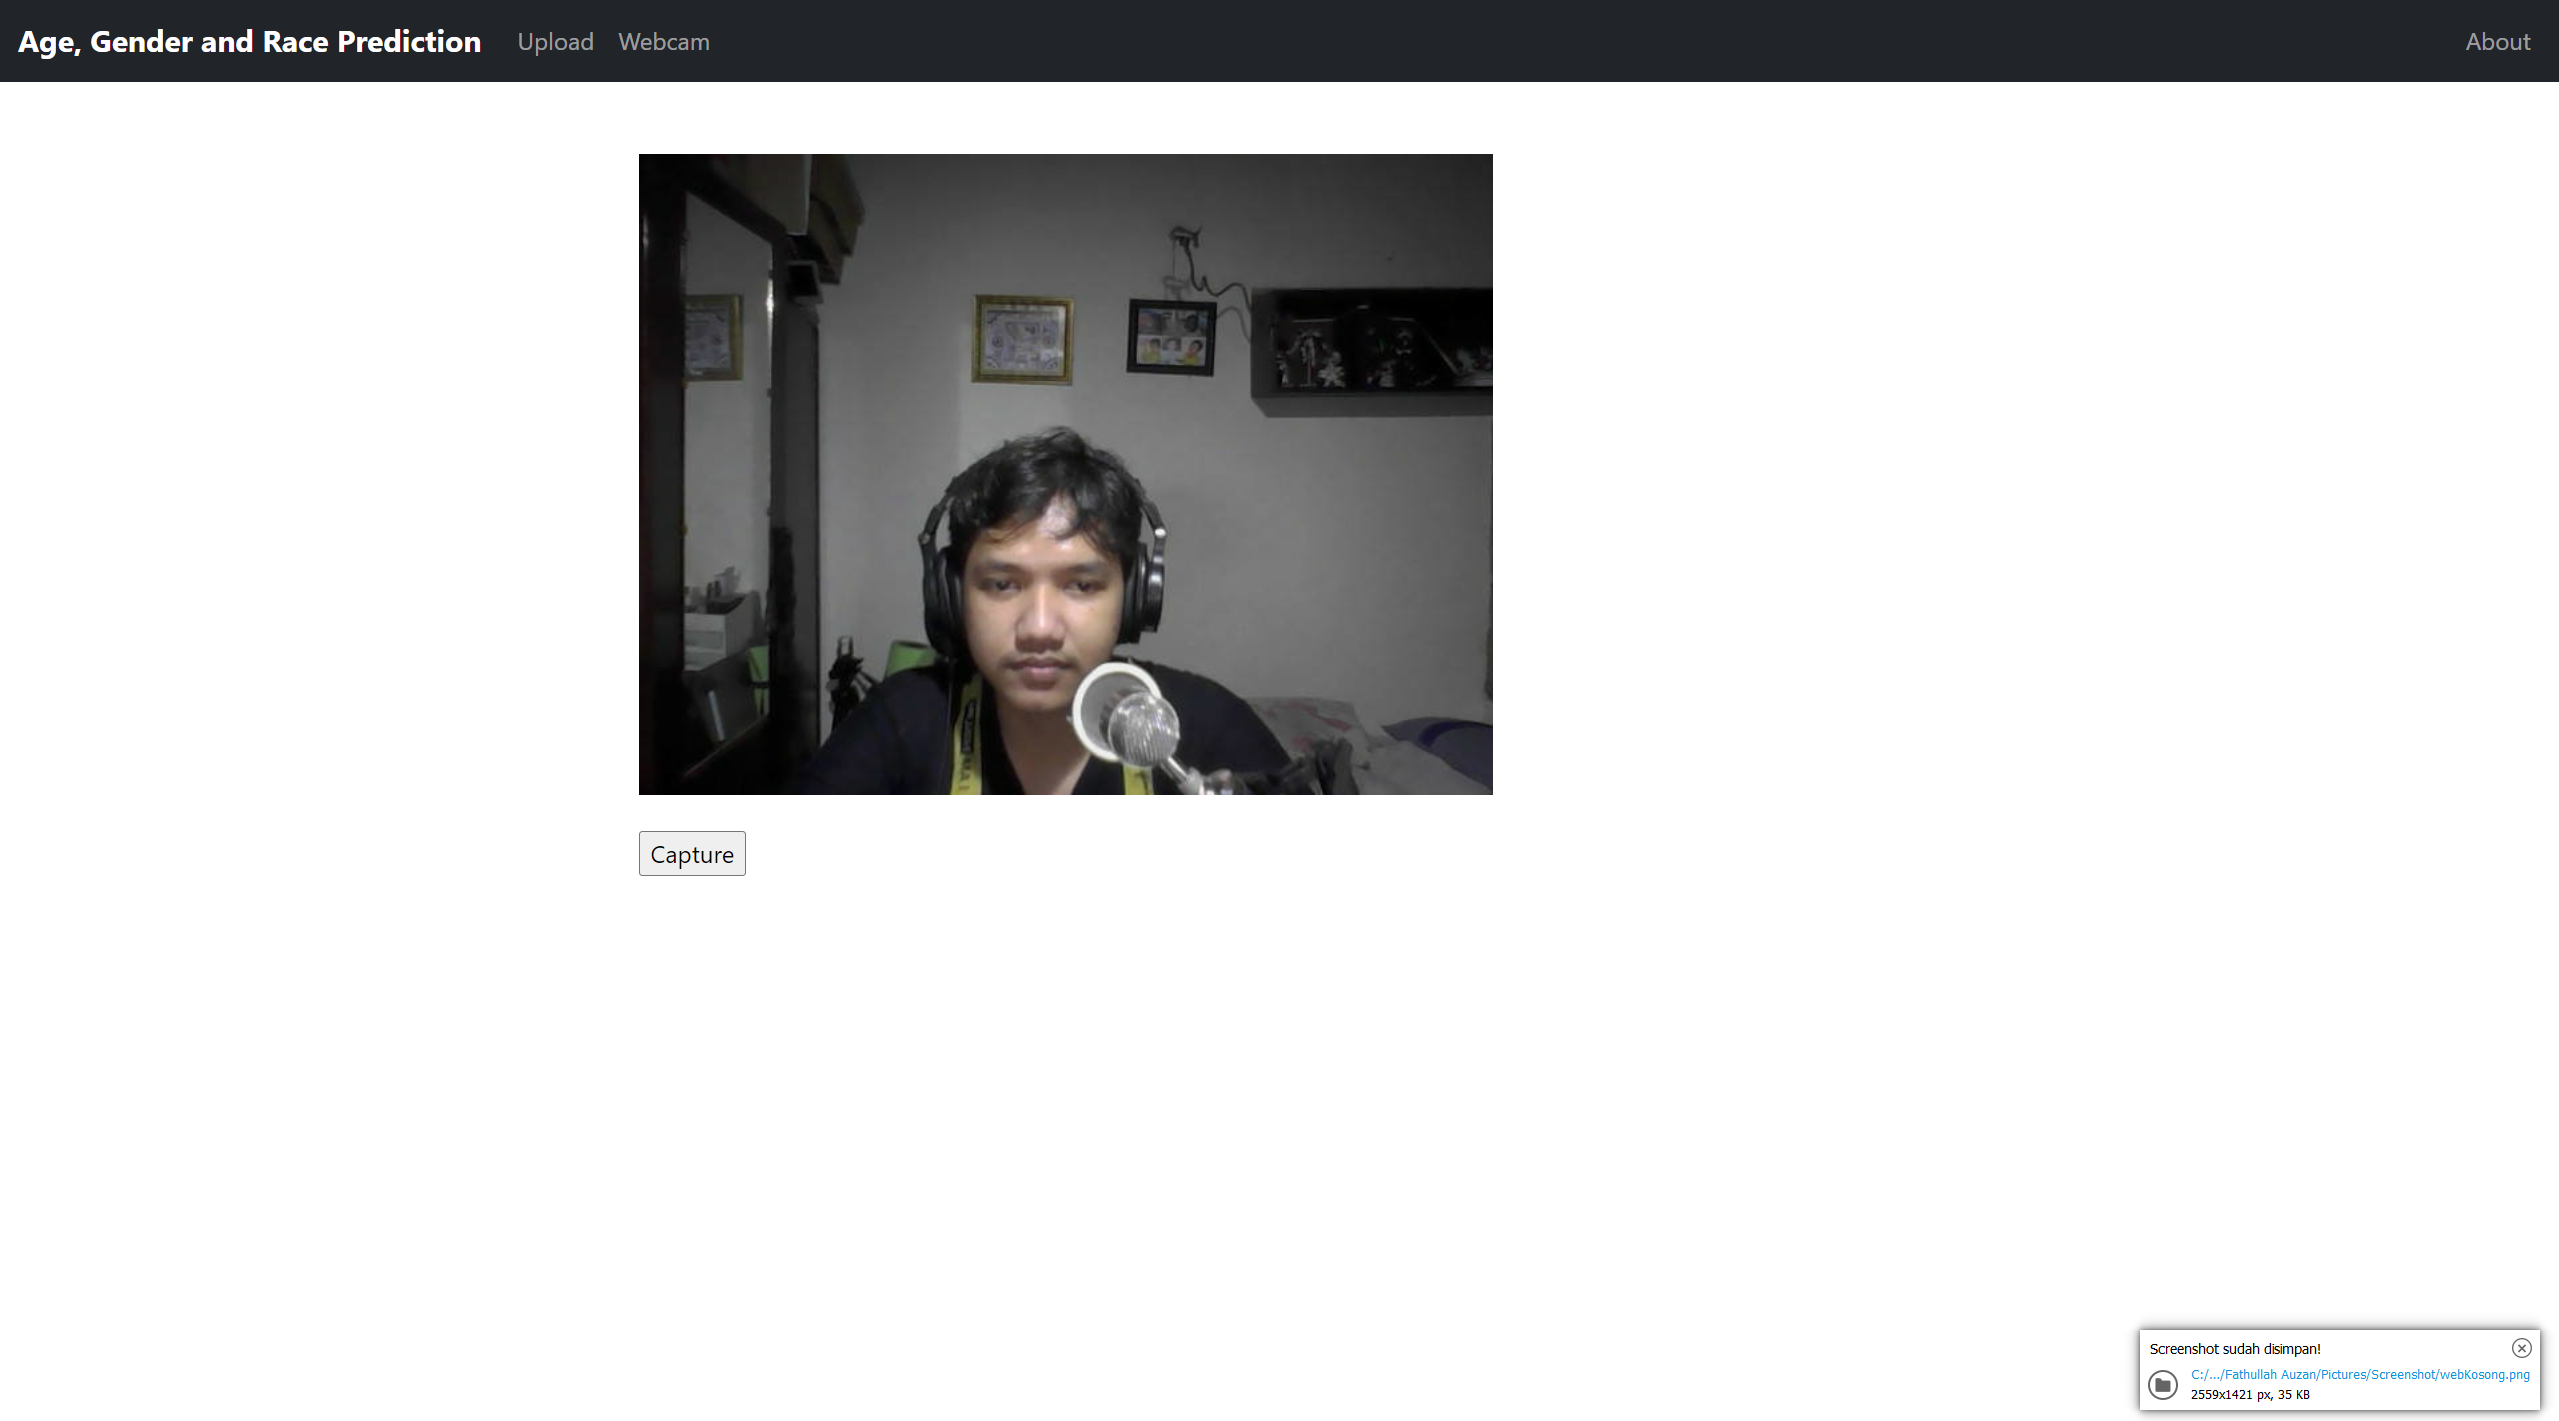 Age, Gender and Race Prediction Upload Webcam About
Capture
Screenshot sudah disimpan!
C:/.../Fathullah Auzan/Pictures/Screenshot/webKosong.png
2559x1421 px, 35 KB